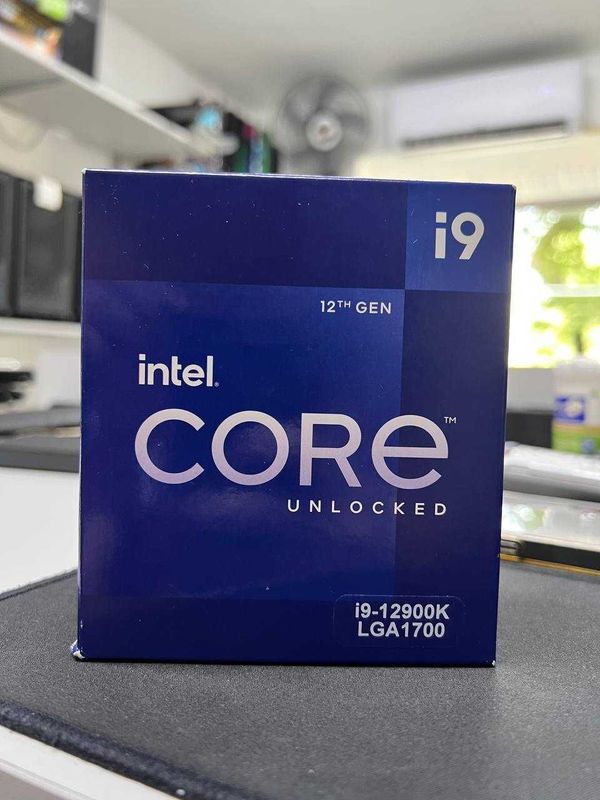 i9
12TH GEN
intel.
CORe™
UNLOCKED
i9-12900K
LGA1700